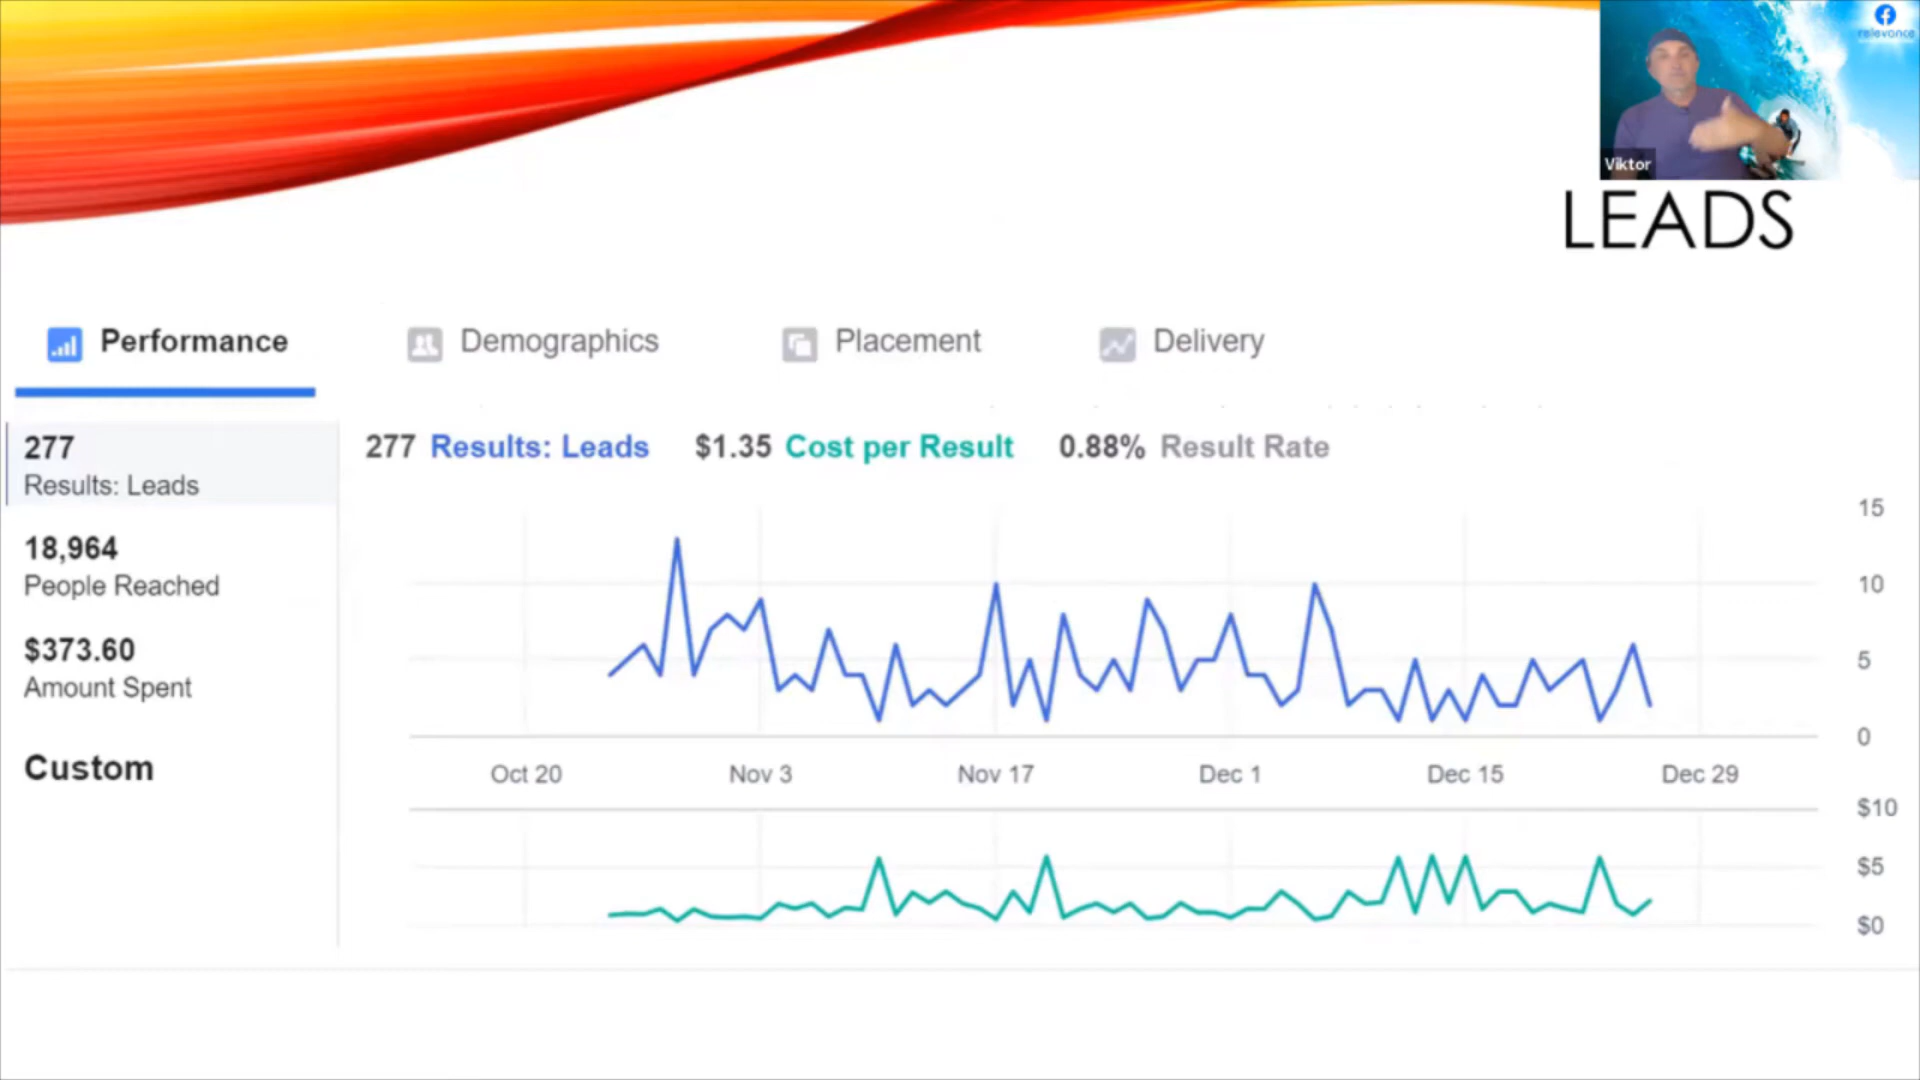 relevance
Viktor
LEADS
Performance
Demographics
Placement
Delivery
277
Results: Leads
18,964
People Reached
$373.60
Amount Spent
Custom
277 Results: Leads $1.35 Cost per Result 0.88% Result Rate
15
10
5
0
Oct 20 Nov 3 Nov 17 Dec 1 Dec 15 Dec 29
$10
$5
$0